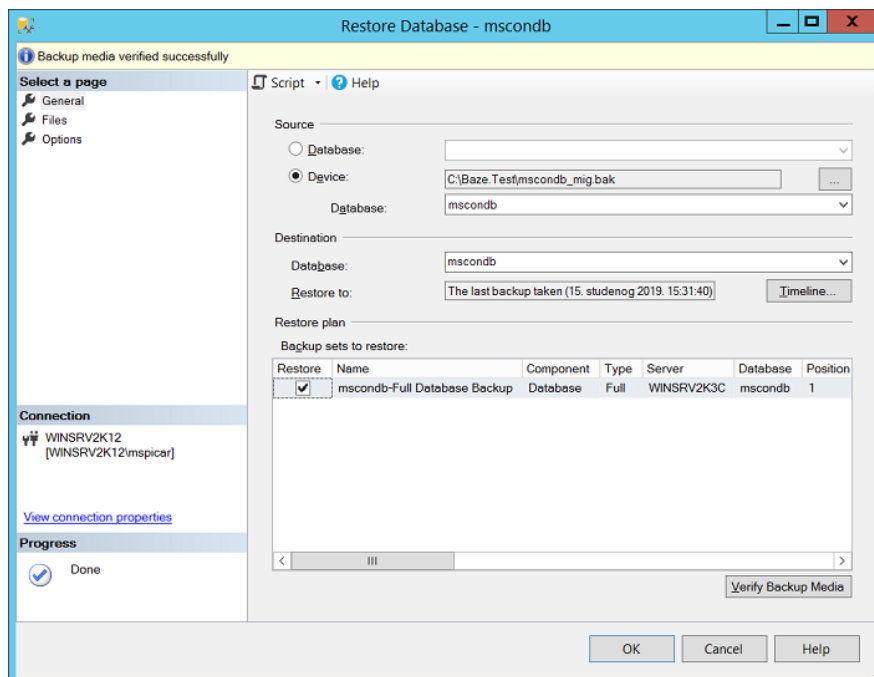 Restore Database - mscondb
Backup media verified successfully
Select a page
General
Files
Options
Script
Help
Source
Database:
Device:
C:\Baze.Test\mscondb_mig.bak
...
Database:
mscondb
Destination
Database:
mscondb
Restore to:
The last backup taken (15. studenog 2019. 15:31:40)
Timeline...
Restore plan
Backup sets to restore:
Restore Name Component Type Server Database Position
mscondb-Full Database Backup Database Full WINSRV2K3C mscondb 1
Connection
WINSRV2K12
[WINSRV2K12\mspicar]
View connection properties
Progress
Done
Verify Backup Media
OK Cancel Help